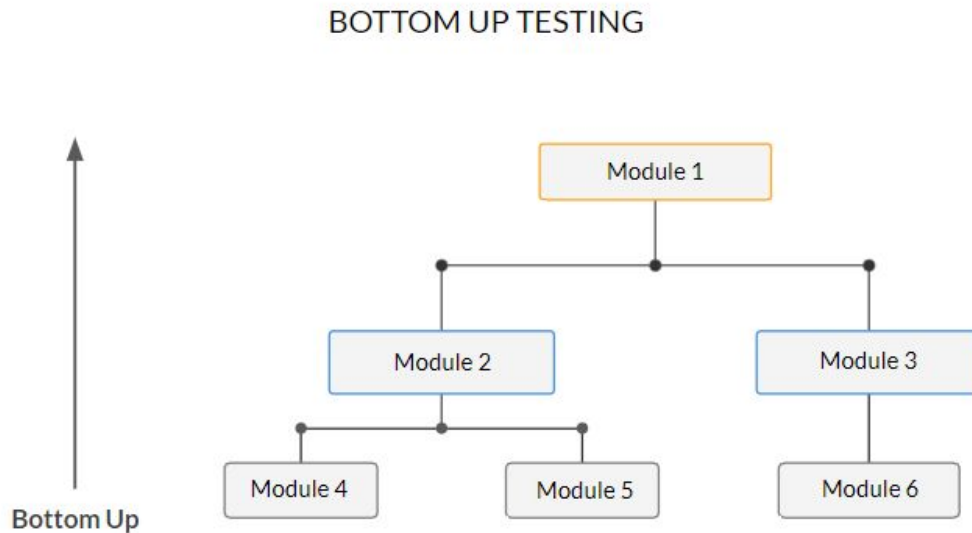 BOTTOM UP TESTING
Module 1
Module 2
Module 3
Module 4
Module 5
Module 6
Bottom Up